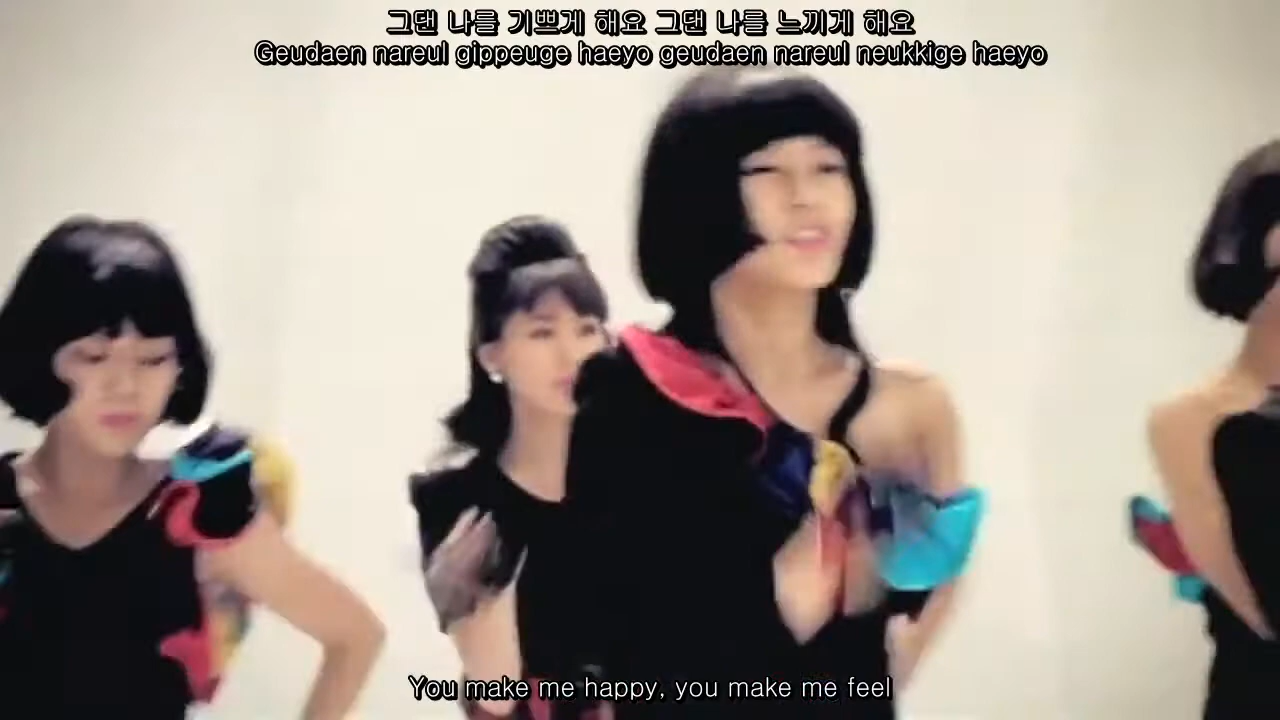 그댄 나를 기쁘게 해요 그댄 나를 느끼게 해요
Geudaen nareul gippeuge haeyo geudaen nareul neukkige haeyo
You make me happy, you make me feel